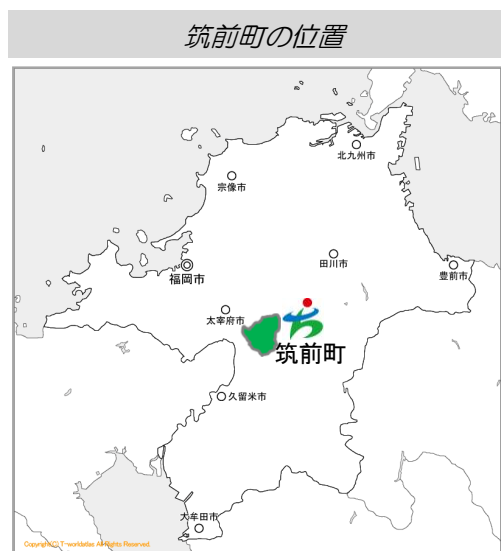 筑前町の位置
北九州市
宗像市
田川市
福岡市
豊前市
太宰府市
筑前町
久留米市
大牟田市
Copyright(C) T-worldatlas All Rights Reserved.